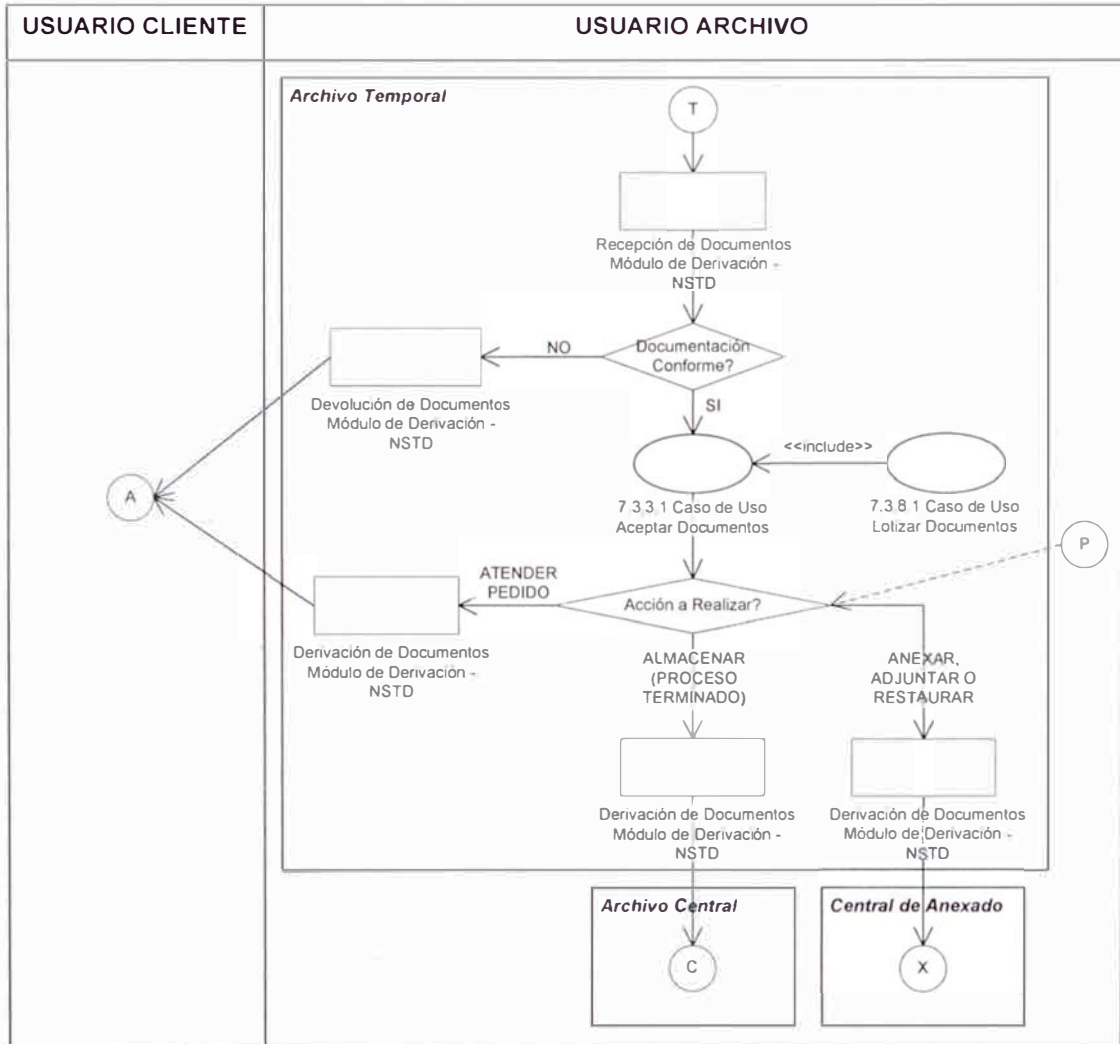 USUARIO CLIENTE
USUARIO ARCHIVO
Archivo Temporal
T
Recepción de Documentos
Módulo de Derivación -
NSTD
NO
Documentación
Conforme?
Devolución de Documentos
Módulo de Derivación -
NSTD
SI
<<include>>
A
7.3.3.1 Caso de Uso
Aceptar Documentos
7.3.8.1 Caso de Uso
Lotizar Documentos
P
ATENDER
PEDIDO
Acción a Realizar?
Derivación de Documentos
Módulo de Derivación -
NSTD
ALMACENAR
(PROCESO
TERMINADO)
ANEXAR,
ADJUNTAR O
RESTAURAR
Derivación de Documentos
Módulo de Derivación -
NSTD
Derivación de Documentos
Módulo de Derivación -
NSTD
Archivo Central
C
Central de Anexado
X